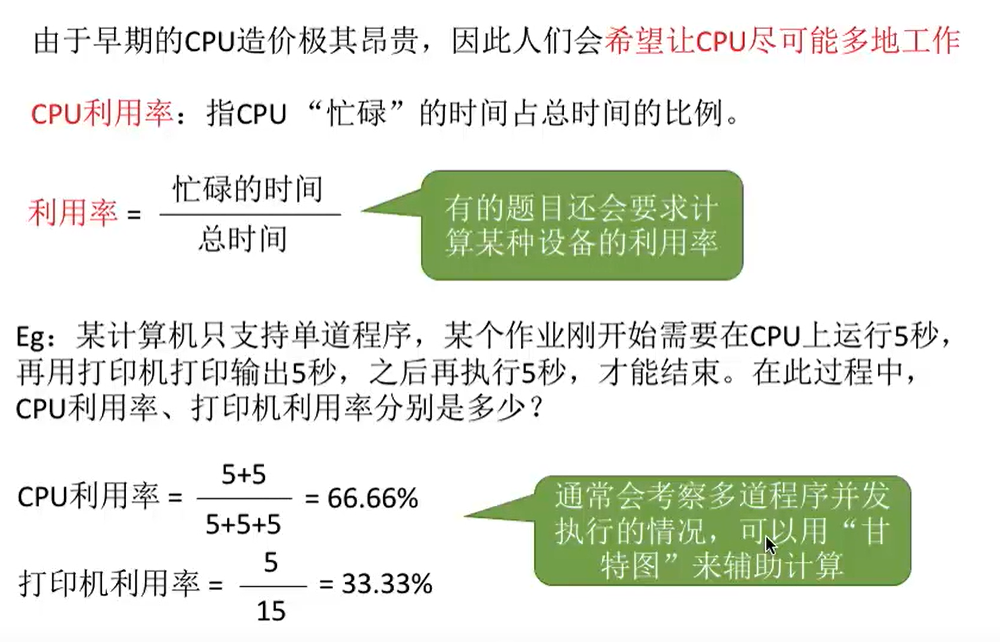 由于早期的CPU造价极其昂贵，因此人们会希望让CPU尽可能多地工作
CPU利用率：指CPU “忙碌”的时间占总时间的比例。
利用率 =
忙碌的时间
总时间
有的题目还会要求计
算某种设备的利用率
Eg：某计算机只支持单道程序，某个作业刚开始需要在CPU上运行5秒，
再用打印机打印输出5秒，之后再执行5秒，才能结束。在此过程中，
CPU利用率、打印机利用率分别是多少？
CPU利用率 =
5+5
5+5+5
= 66.66%
通常会考察多道程序并发
执行的情况，可以用“甘
特图”来辅助计算
打印机利用率 =
5
15
= 33.33%